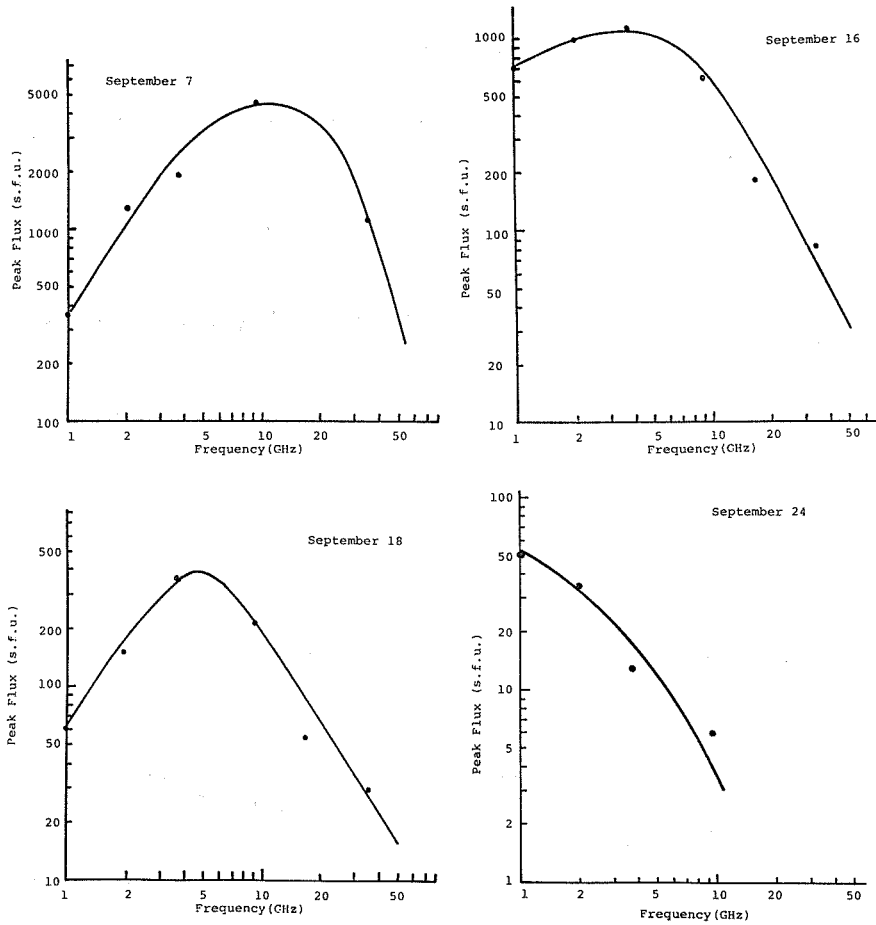 September 7
Peak Flux (s.f.u.)
5000
2000
1000
500
200
100
1 2 5 10 20 50
Frequency(GHz)
September 16
Peak Flux (s.f.u.)
1000
500
200
100
50
20
10
1 2 5 10 20 50
Frequency(GHz)
September 18
Peak Flux (s.f.u.)
500
200
100
50
20
10
1 2 5 10 20 50
Frequency(GHz)
September 24
Peak Flux (s.f.u.)
100
50
20
10
5
2
1
1 2 5 10 20 50
Frequency(GHz)